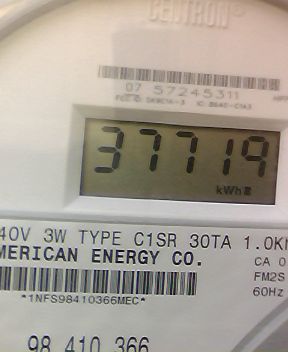 CENTRON®
07 57245311
37719
kWh
40V 3W TYPE C1SR 30TA 1.0K
MERICAN ENERGY CO.
CA 0
FM2S
60Hz
*1NFS98410366MEC*
98 410 366